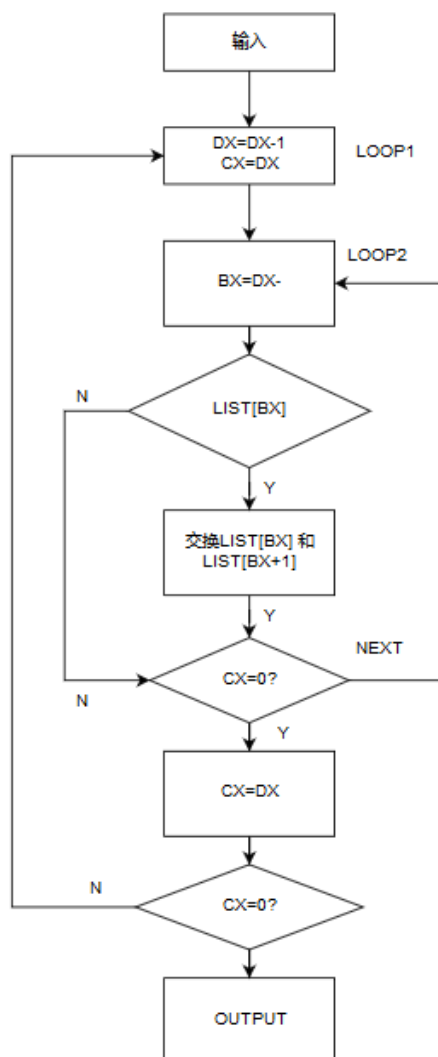 输入
DX=DX-1
CX=DX
LOOP1
LOOP2
BX=DX-
N
LIST[BX]
Y
交换LIST[BX] 和
LIST[BX+1]
Y
NEXT
CX=0?
N
Y
CX=DX
N
CX=0?
OUTPUT